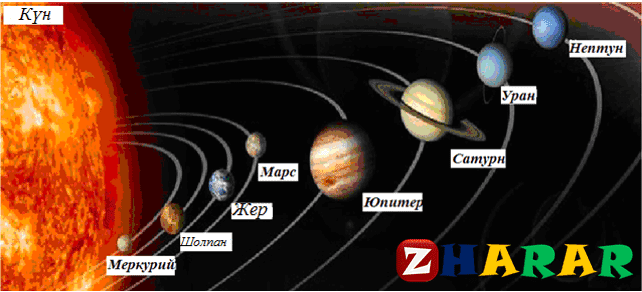 Күн
Нептун
Уран
Сатурн
Марс
Юпитер
Жер
Шолпан
Меркурий
ZHARAR